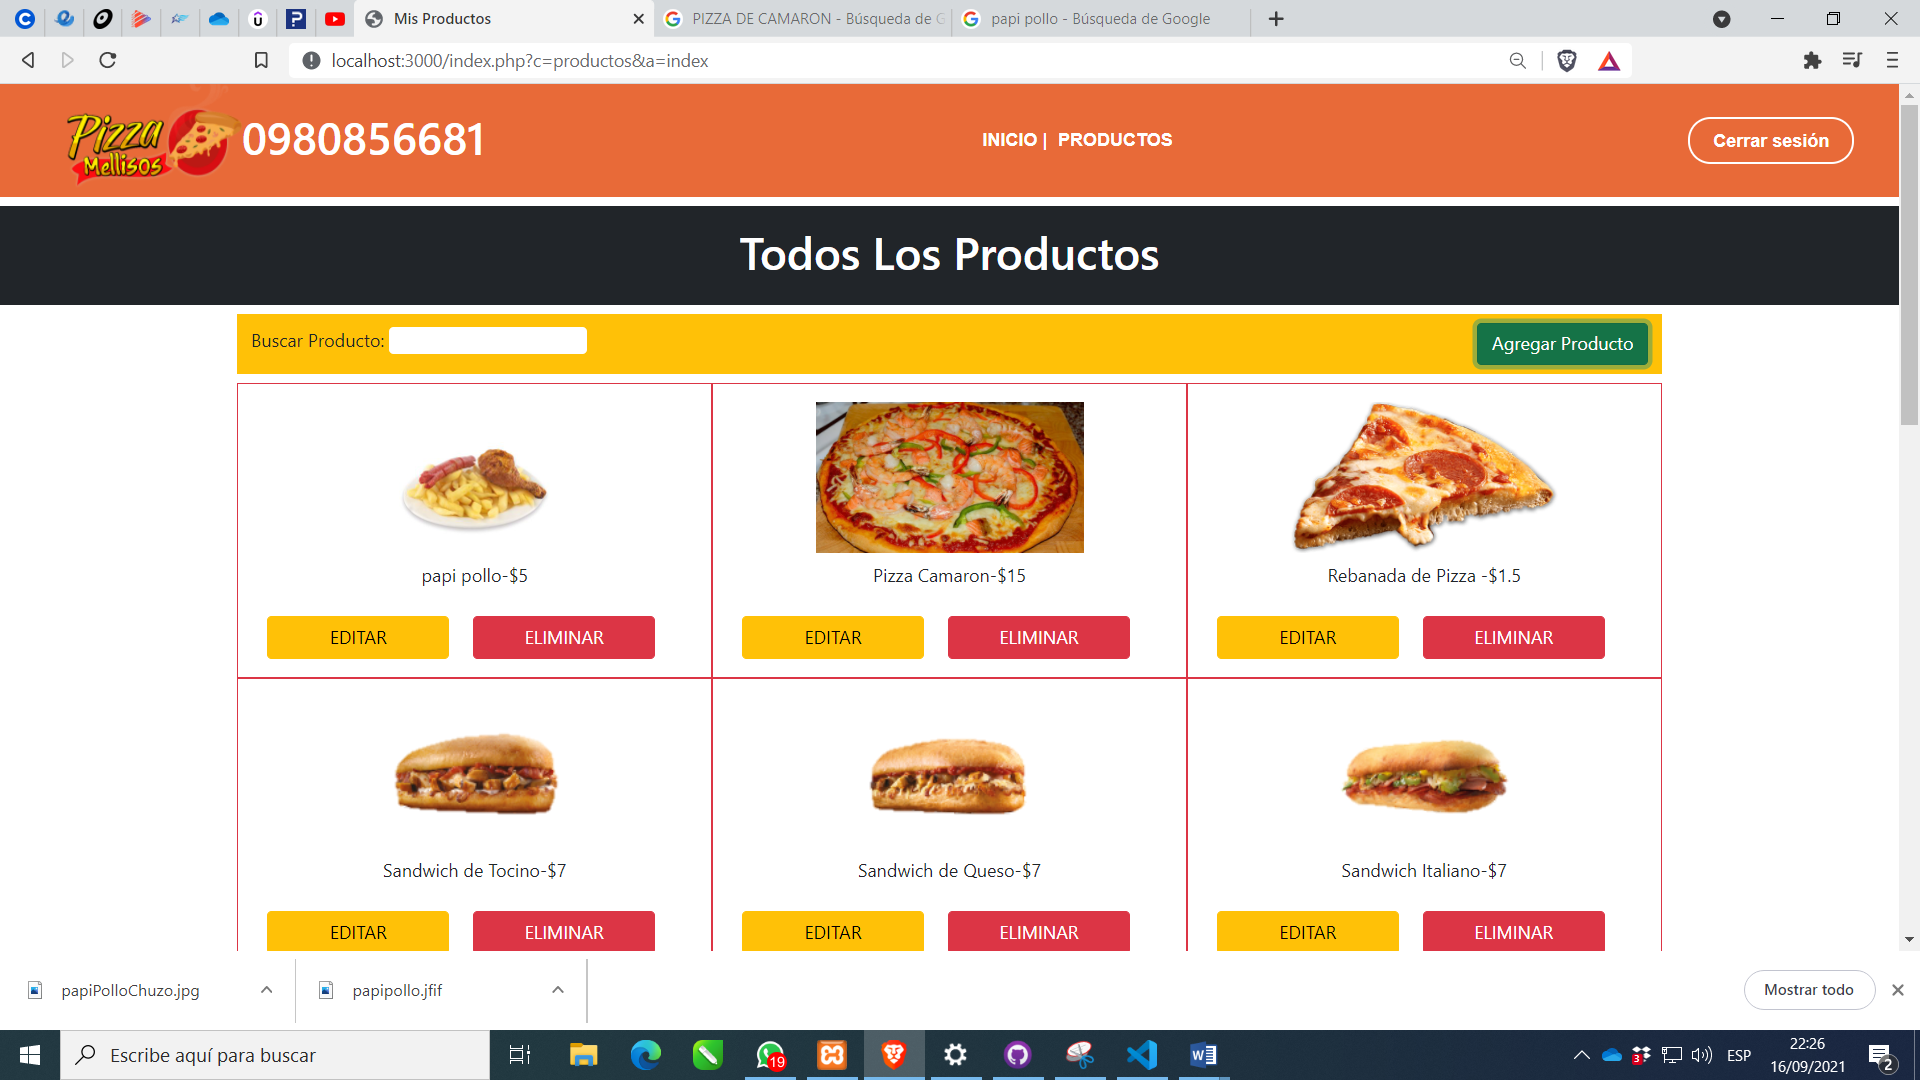 Mis Productos
PIZZA DE CAMARON - Búsqueda de G
papi pollo - Búsqueda de Google
localhost:3000/index.php?c=productos&a=index
Pizza
Mellisos
0980856681
INICIO | PRODUCTOS
Cerrar sesión
Todos Los Productos
Buscar Producto:
Agregar Producto
papi pollo-$5
Pizza Camaron-$15
Rebanada de Pizza -$1.5
EDITAR ELIMINAR
EDITAR ELIMINAR
EDITAR ELIMINAR
Sandwich de Tocino-$7
Sandwich de Queso-$7
Sandwich Italiano-$7
EDITAR ELIMINAR
EDITAR ELIMINAR
EDITAR ELIMINAR
papiPolloChuzo.jpg
papipollo.jfif
Mostrar todo
Escribe aquí para buscar
19
3
ESP
22:26
16/09/2021
2